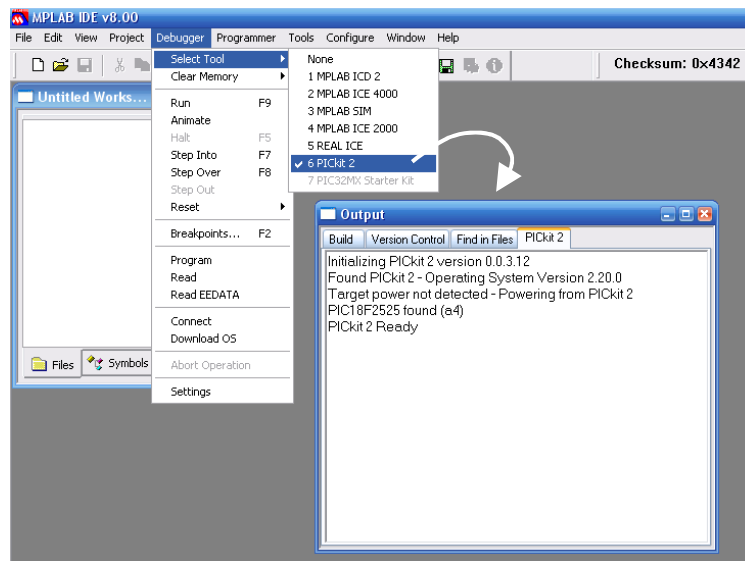 MPLAB IDE v8.00
File Edit View Project Debugger Programmer Tools Configure Window Help
Checksum: 0x4342
Untitled Works...
Select Tool
Clear Memory
Run F9
Animate
Halt F5
Step Into F7
Step Over F8
Step Out
Reset
Breakpoints... F2
Program
Read
Read EEDATA
Connect
Download OS
Abort Operation
Settings
None
1 MPLAB ICD 2
2 MPLAB ICE 4000
3 MPLAB SIM
4 MPLAB ICE 2000
5 REAL ICE
6 PICkit 2
7 PIC32MX Starter Kit
Files Symbols
Output
Build Version Control Find in Files PICkit 2
Initializing PICkit 2 version 0.0.3.12
Found PICkit 2 - Operating System Version 2.20.0
Target power not detected - Powering from PICkit 2
PIC18F2525 found (a4)
PICkit 2 Ready